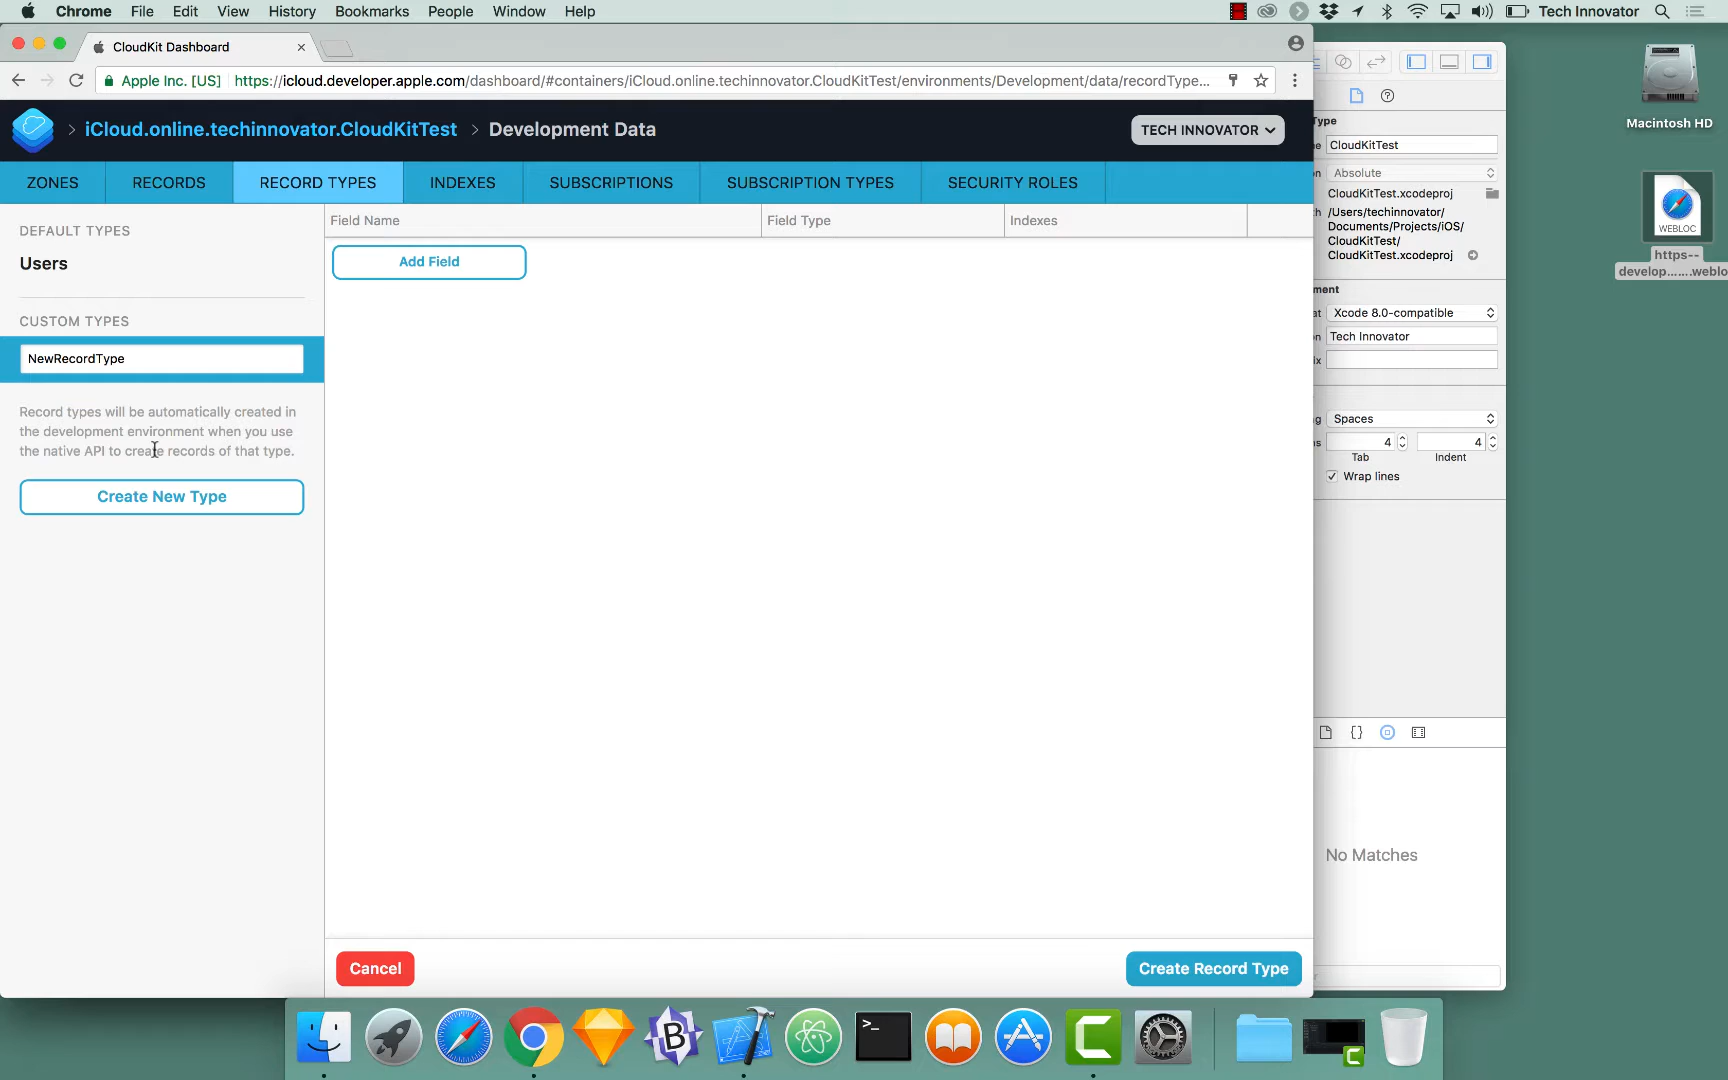 Chrome File Edit View History Bookmarks People Window Help Tech Innovator
CloudKit Dashboard
Apple Inc. [US] https://icloud.developer.apple.com/dashboard/#containers/iCloud.online.techinnovator.CloudKitTest/environments/Development/data/recordType...
iCloud.online.techinnovator.CloudKitTest > Development Data
TECH INNOVATOR
ZONES RECORDS RECORD TYPES INDEXES SUBSCRIPTIONS SUBSCRIPTION TYPES SECURITY ROLES
DEFAULT TYPES
Users
CUSTOM TYPES
NewRecordType
Record types will be automatically created in
the development environment when you use
the native API to create records of that type.
Create New Type
Field Name Field Type Indexes
Add Field
Cancel
Create Record Type
CloudKitTest
Absolute
CloudKitTest.xcodeproj
/Users/techinnovator/
Documents/Projects/iOS/
CloudKitTest/
CloudKitTest.xcodeproj
Xcode 8.0-compatible
Tech Innovator
Spaces
4 4
Tab Indent
Wrap lines
{}
No Matches
Macintosh HD
WEBLOC
https--
develop.......weblo
B
>_